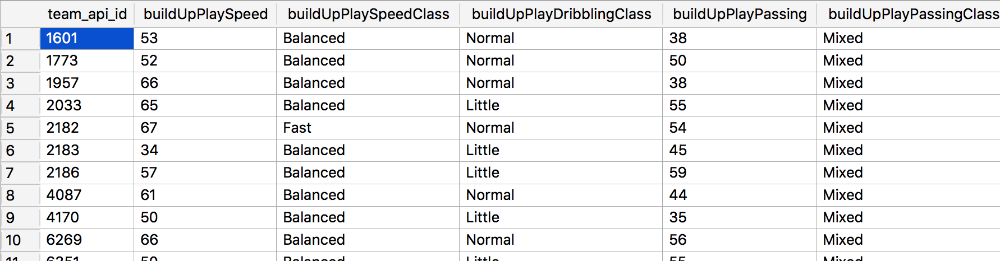 team_api_id buildUpPlaySpeed buildUpPlaySpeedClass buildUpPlayDribblingClass buildUpPlayPassing buildUpPlayPassingClass
1 1601 53 Balanced Normal 38 Mixed
2 1773 52 Balanced Normal 50 Mixed
3 1957 66 Balanced Normal 38 Mixed
4 2033 65 Balanced Little 55 Mixed
5 2182 67 Fast Normal 54 Mixed
6 2183 34 Balanced Little 45 Mixed
7 2186 57 Balanced Little 59 Mixed
8 4087 61 Balanced Normal 44 Mixed
9 4170 50 Balanced Little 35 Mixed
10 6269 66 Balanced Normal 56 Mixed
11 6351 50 Balanced Little 55 Mixed